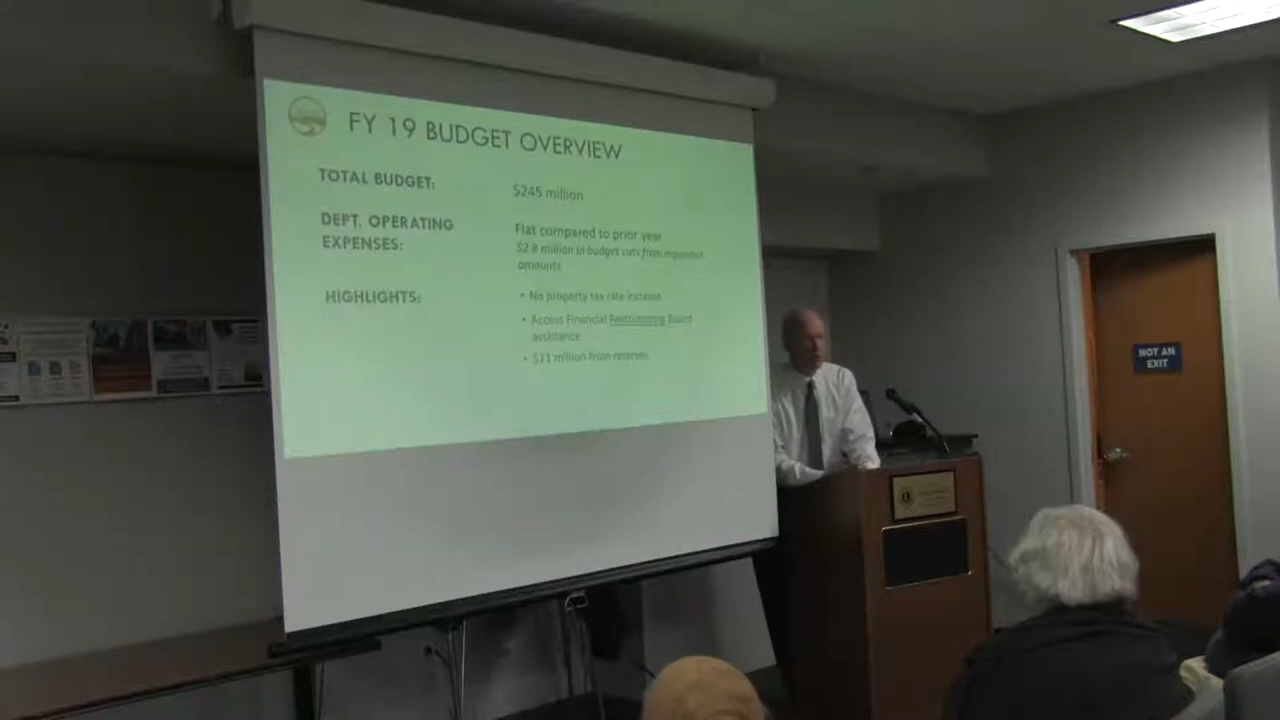 FY 19 BUDGET OVERVIEW
TOTAL BUDGET:
$245 million
DEPT. OPERATING
EXPENSES:
Flat compared to prior year
$2.8 million in budget cuts from requested
amounts
HIGHLIGHTS:
• No property tax rate increase
• Access Financial Restructuring Board
assistance
• $11 million from reserves
NOT AN
EXIT